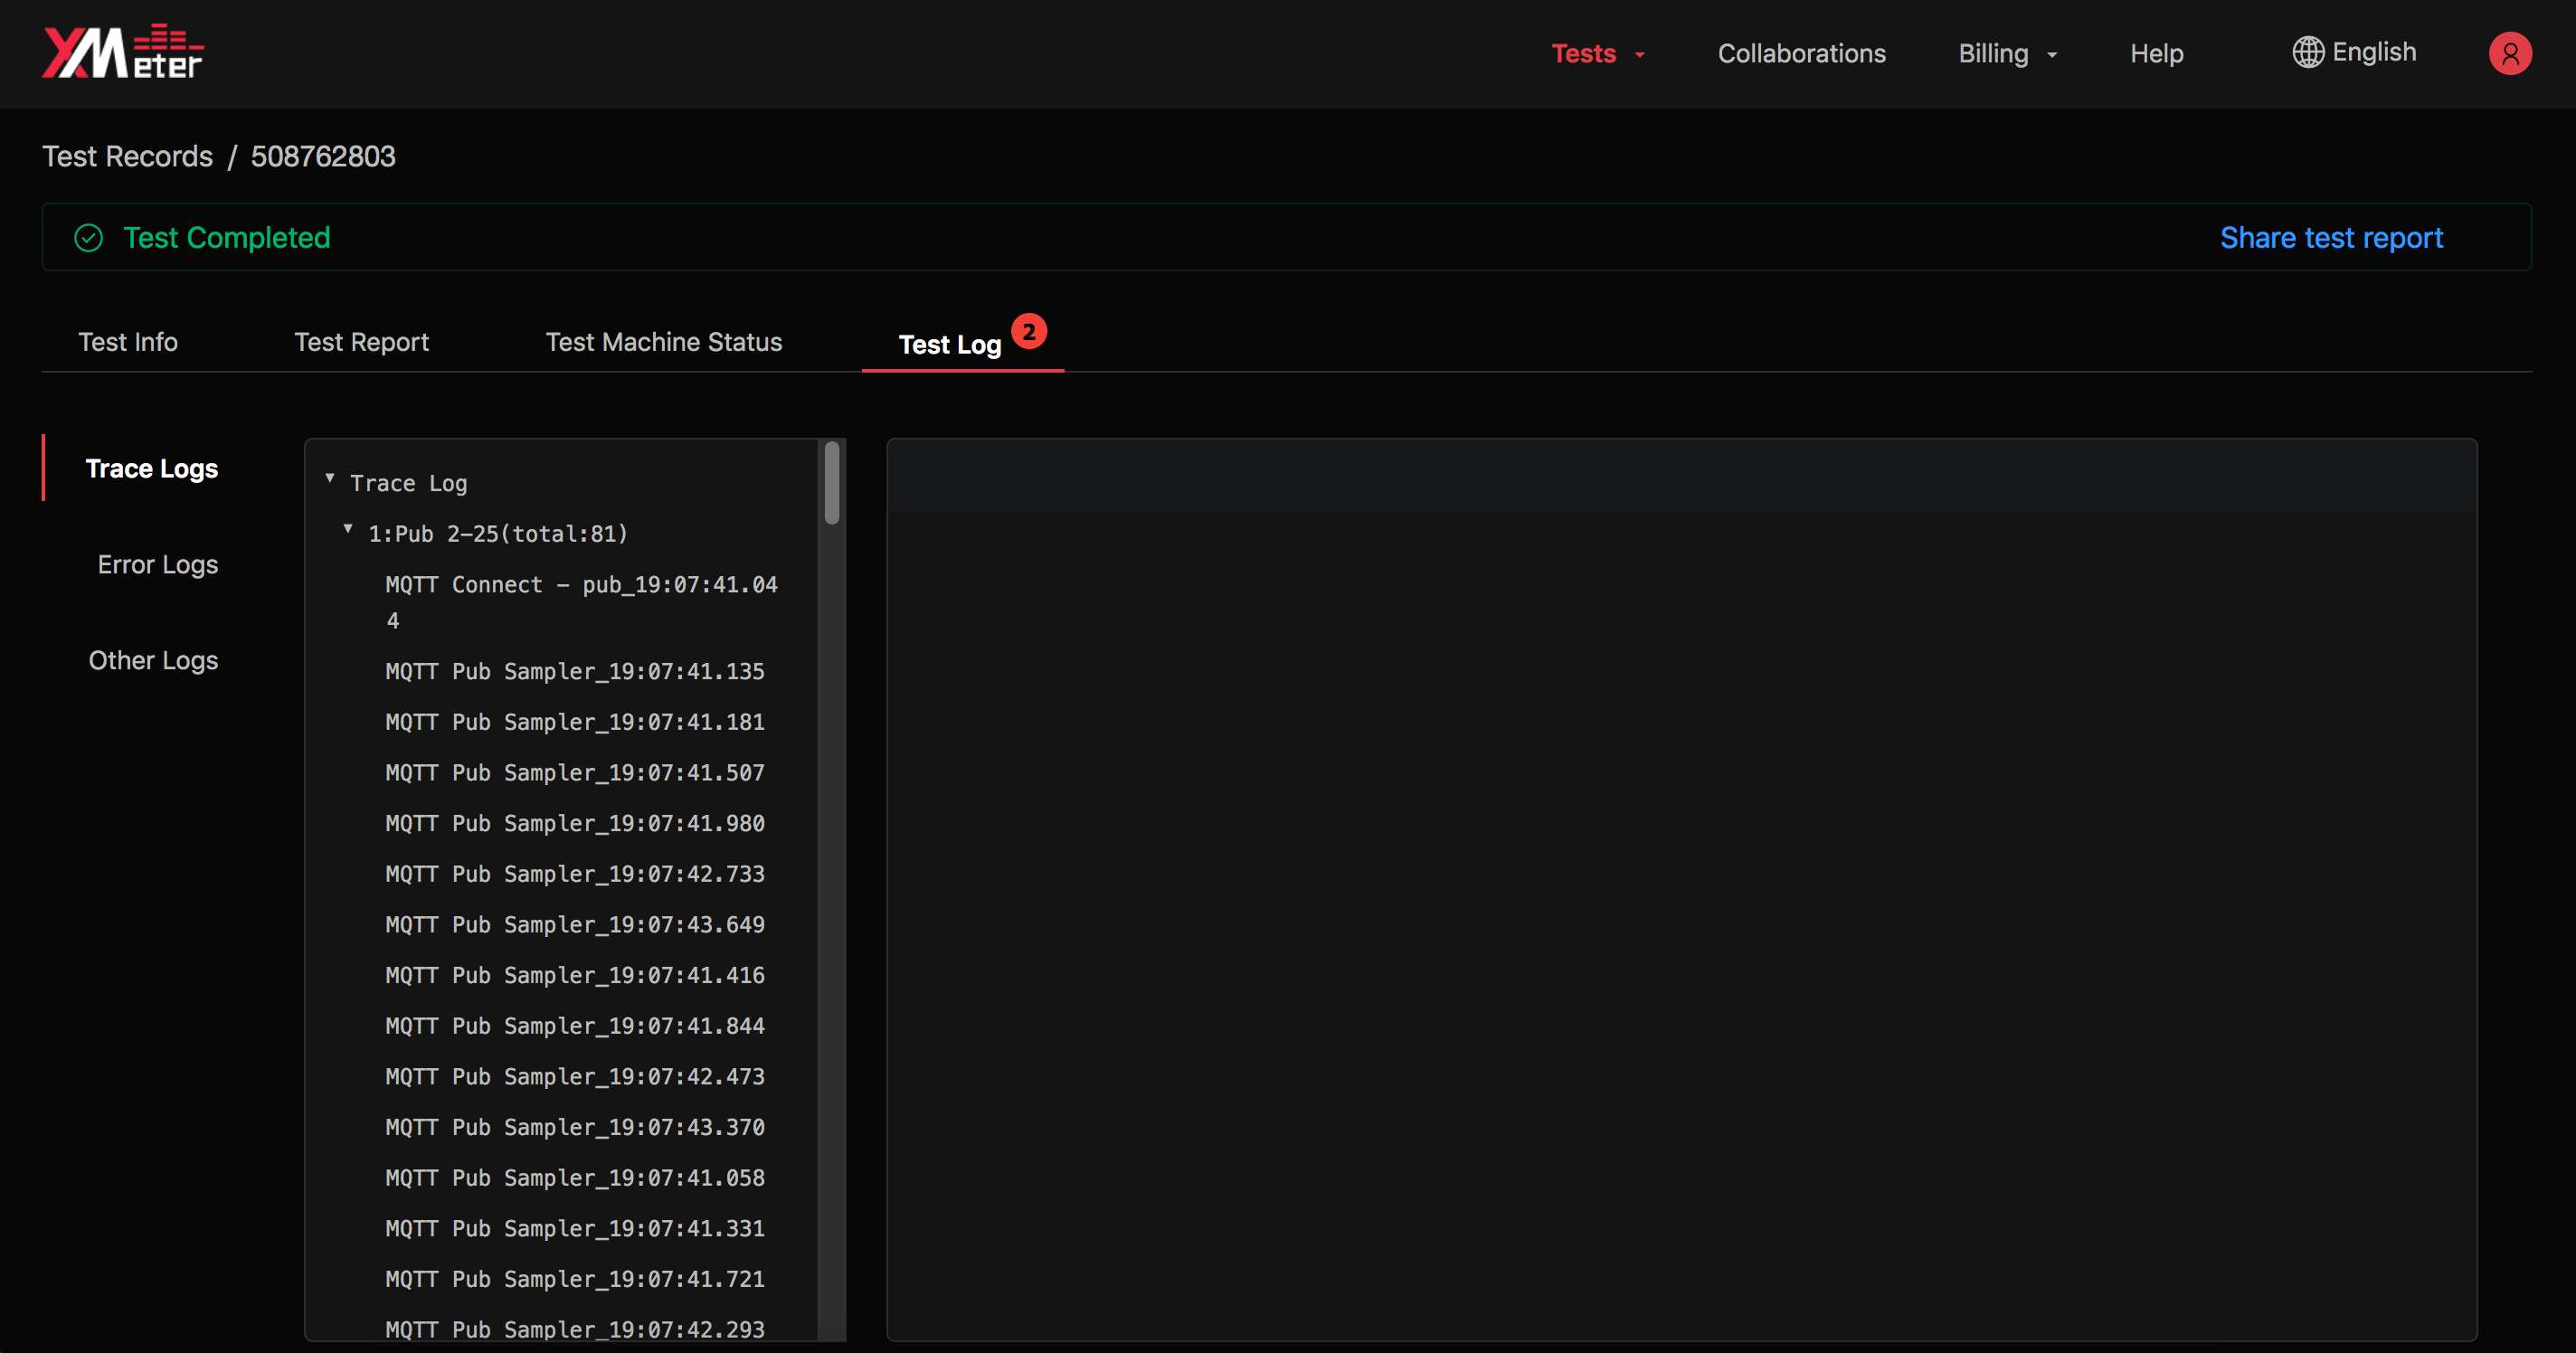 XMeter
Tests
Collaborations
Billing
Help
English
Test Records / 508762803
Test Completed
Share test report
Test Info
Test Report
Test Machine Status
Test Log
2
Trace Logs
Error Logs
Other Logs
Trace Log
1:Pub 2-25(total:81)
MQTT Connect - pub_19:07:41.04
4
MQTT Pub Sampler_19:07:41.135
MQTT Pub Sampler_19:07:41.181
MQTT Pub Sampler_19:07:41.507
MQTT Pub Sampler_19:07:41.980
MQTT Pub Sampler_19:07:42.733
MQTT Pub Sampler_19:07:43.649
MQTT Pub Sampler_19:07:41.416
MQTT Pub Sampler_19:07:41.844
MQTT Pub Sampler_19:07:42.473
MQTT Pub Sampler_19:07:43.370
MQTT Pub Sampler_19:07:41.058
MQTT Pub Sampler_19:07:41.331
MQTT Pub Sampler_19:07:41.721
MQTT Pub Sampler_19:07:42.293